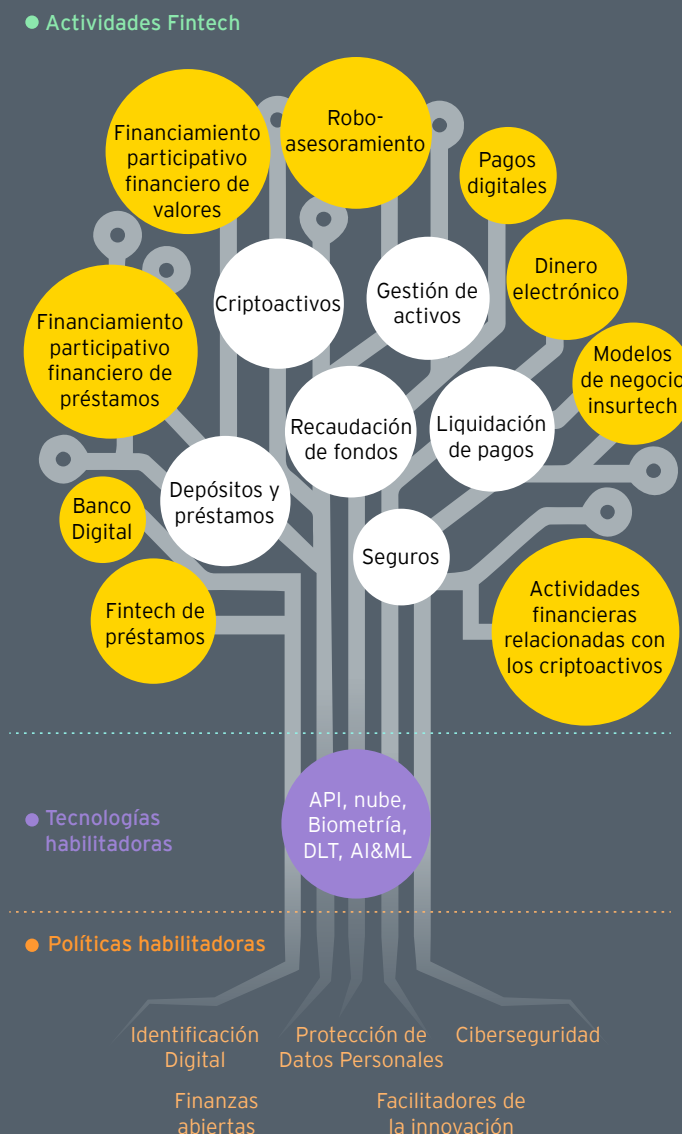 Actividades Fintech
Robo-
asesoramiento
Financiamiento
participativo
financiero de
valores
Pagos
digitales
Dinero
electrónico
Criptoactivos
Gestión de
activos
Financiamiento
participativo
financiero de
préstamos
Modelos
de negocio
insurtech
Recaudación
de fondos
Liquidación
de pagos
Depósitos y
préstamos
Banco
Digital
Seguros
Fintech de
préstamos
Actividades
financieras
relacionadas con
los criptoactivos
Tecnologías
habilitadoras
API, nube,
Biometría,
DLT, AI&ML
Políticas habilitadoras
Identificación
Digital
Protección de
Datos Personales
Ciberseguridad
Finanzas
abiertas
Facilitadores de
la innovación